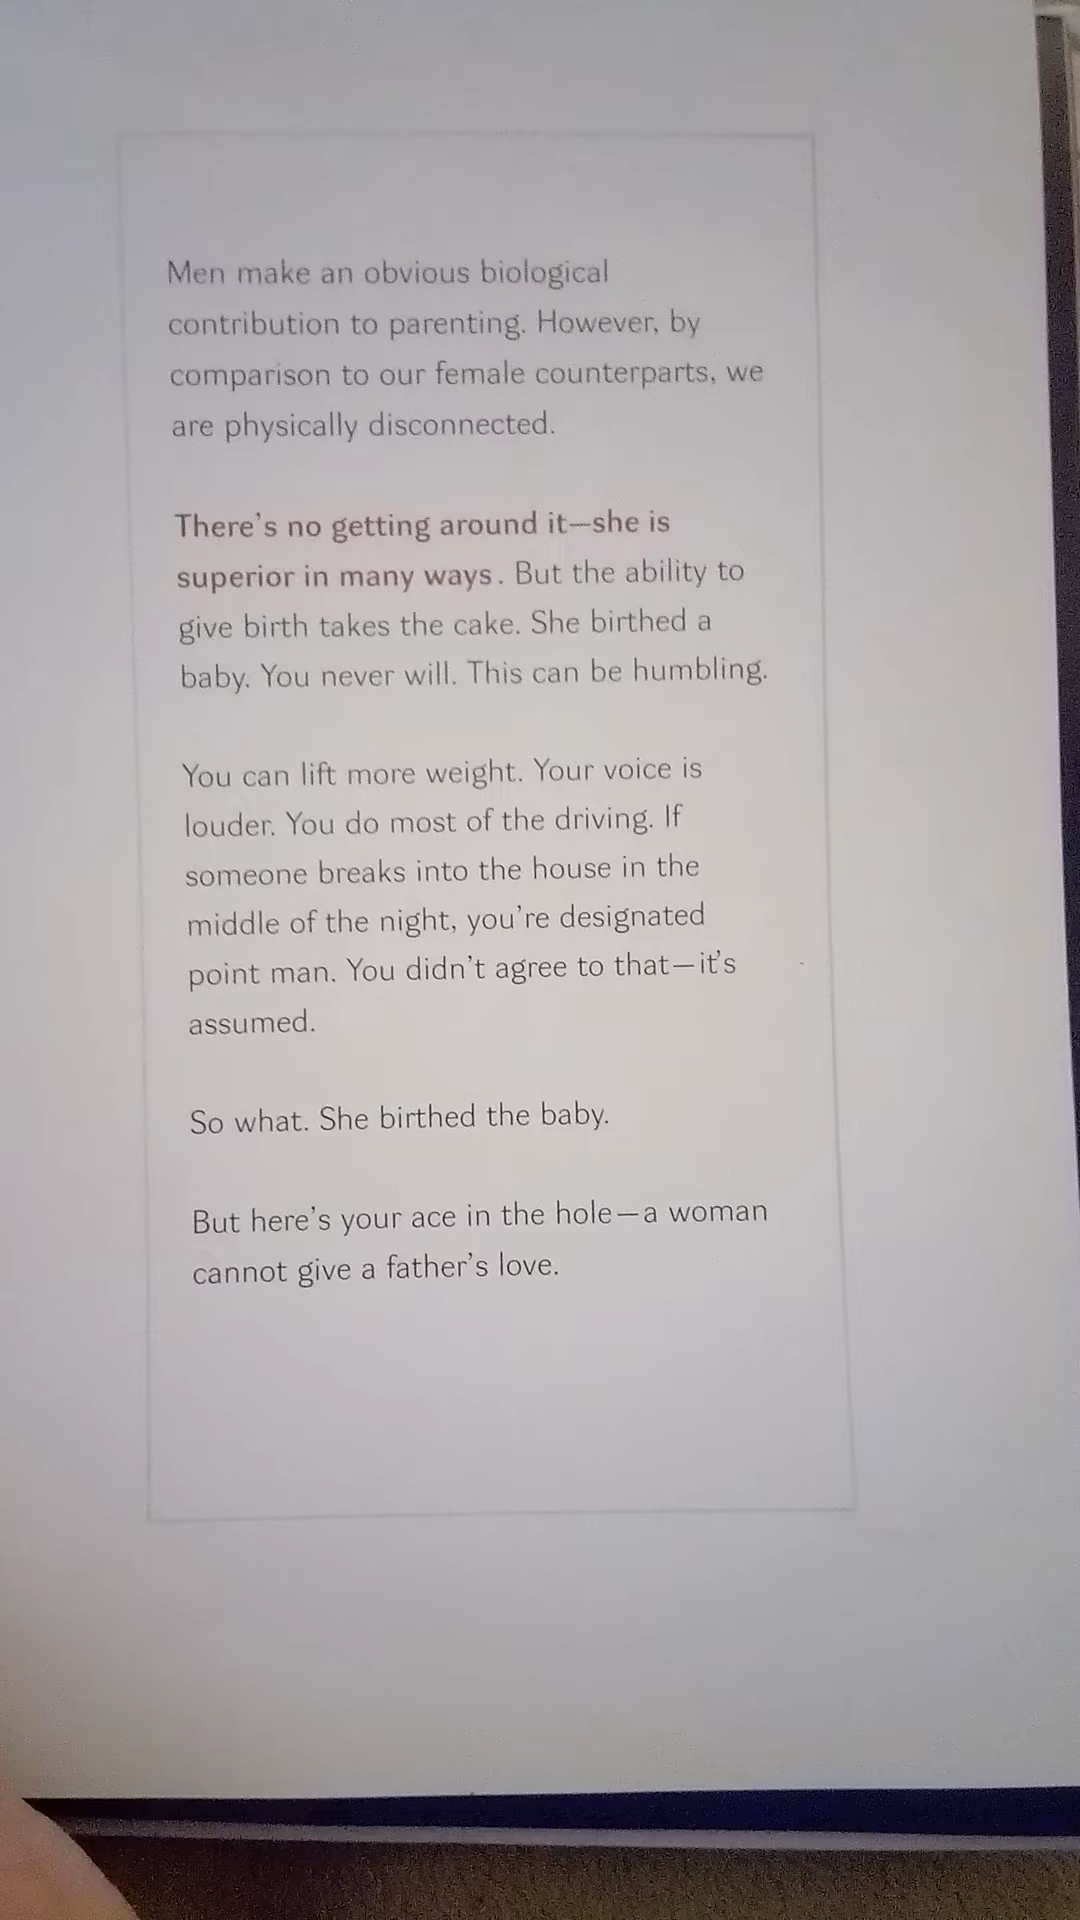 Men make an obvious biological
contribution to parenting. However, by
comparison to our female counterparts, we
are physically disconnected.
There's no getting around it—she is
superior in many ways. But the ability to
give birth takes the cake. She birthed a
baby. You never will. This can be humbling.
You can lift more weight. Your voice is
louder. You do most of the driving. If
someone breaks into the house in the
middle of the night, you're designated
point man. You didn't agree to that—it's
assumed.
So what. She birthed the baby.
But here's your ace in the hole—a woman
cannot give a father's love.